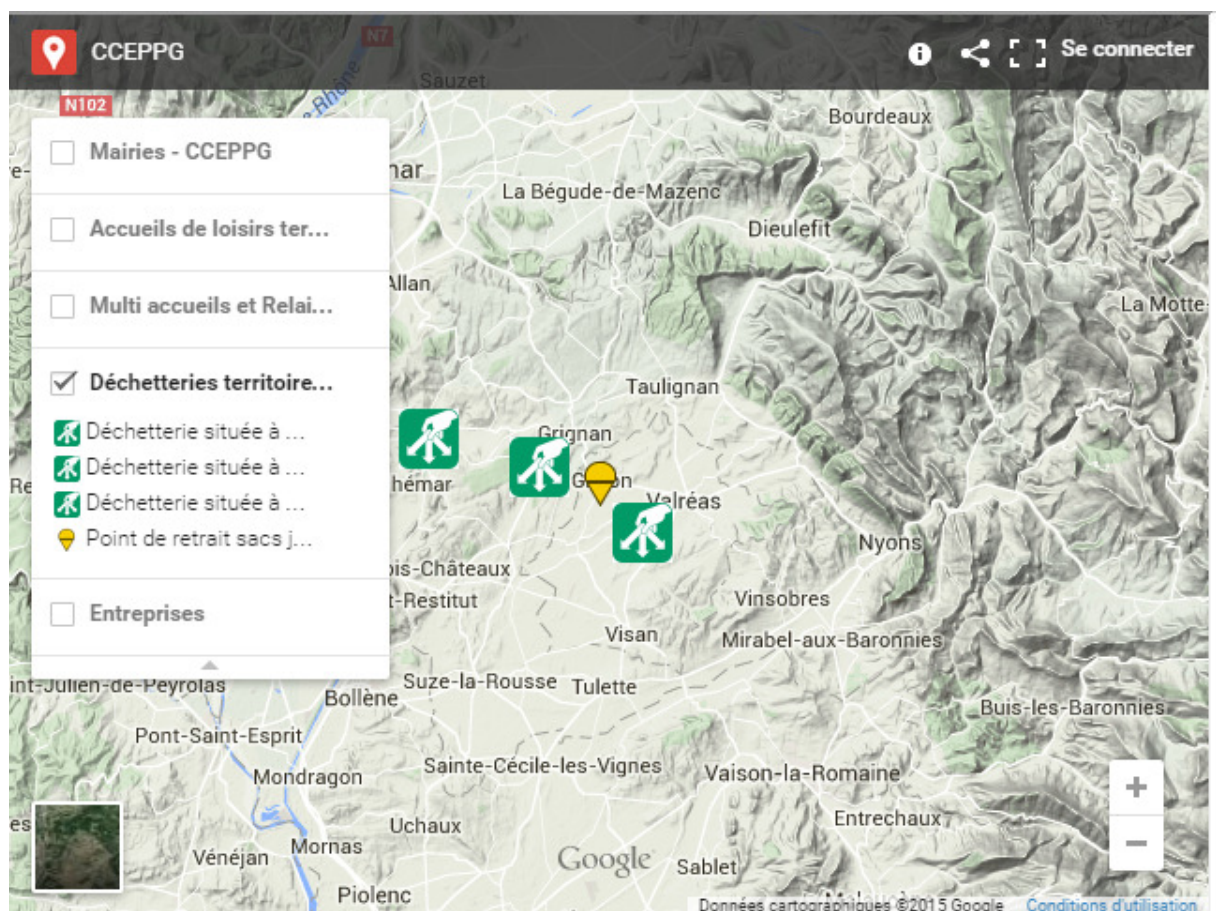 CCEPPG
Se connecter
N7
Sauzet
Rhône
N102
Bourdeaux
Mairies - CCEPPG
La Bégude-de-Mazenc
Accueils de loisirs ter...
Dieulefit
Allan
Multi accueils et Relai...
La Motte-
Déchetteries territoire...
Taulignan
Déchetterie située à ...
Grignan
Déchetterie située à ...
hémar
Valréas
Déchetterie située à ...
Point de retrait sacs j...
Nyons
is-Châteaux
t-Restitut
Vinsobres
Entreprises
Visan
Mirabel-aux-Baronnies
int-Julien-de-Peyrolas
Suze-la-Rousse
Tulette
Bollène
Buis-les-Baronnies
Pont-Saint-Esprit
Mondragon
Sainte-Cécile-les-Vignes
Vaison-la-Romaine
Uchaux
Entrechaux
Mornas
Vénéjan
Google
Sablet
Piolenc
Données cartographiques ©2015 Google
Conditions d'utilisation